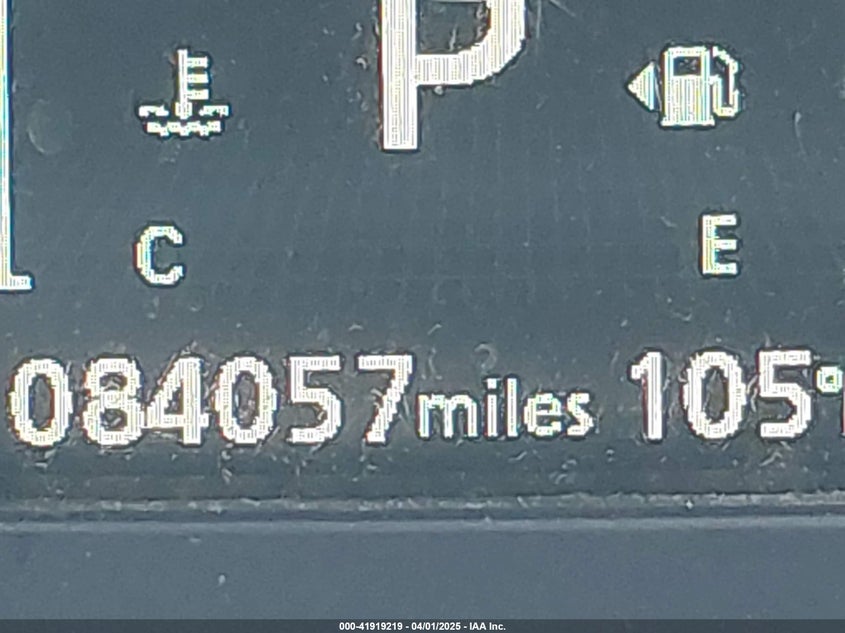 P
C E
084057miles 105°
000-41919219 - 04/01/2025 - IAA Inc.